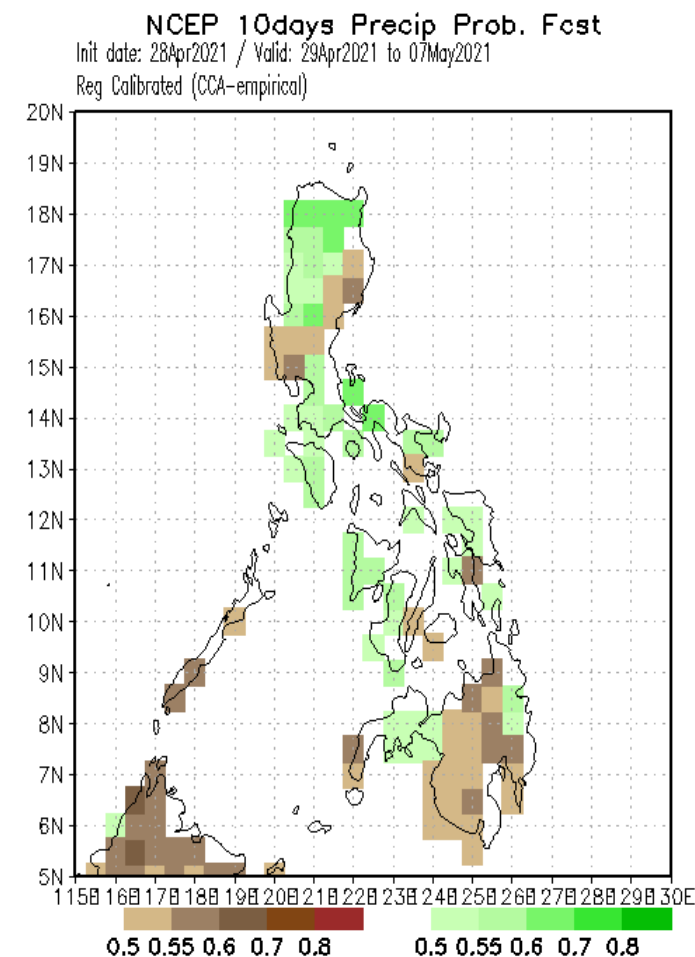 NCEP 10days Precip Prob. Fcst
Init date: 28Apr2021 / Valid: 29Apr2021 to 07May2021
Reg Calibrated (CCA-empirical)
20N
19N
18N
17N
16N
15N
14N
13N
12N
11N
10N
9N
8N
7N
6N
5N
115E 116E 117E 118E 119E 120E 121E 122E 123E 124E 125E 126E 127E 128E 129E 130E
0.5 0.55 0.6 0.7 0.8 0.5 0.55 0.6 0.7 0.8